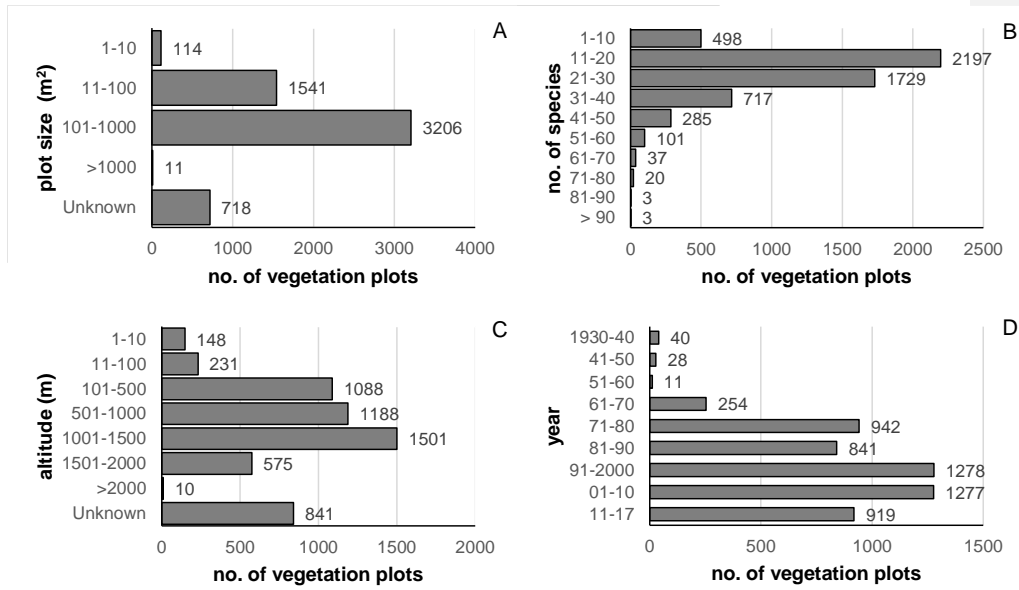 A
plot size (m²)
1-10 114
11-100 1541
101-1000 3206
>1000 11
Unknown 718
0 1000 2000 3000 4000
no. of vegetation plots
B
no. of species
1-10 498
11-20 2197
21-30 1729
31-40 717
41-50 285
51-60 101
61-70 37
71-80 20
81-90 3
> 90 3
0 500 1000 1500 2000 2500
no. of vegetation plots
C
altitude (m)
1-10 148
11-100 231
101-500 1088
501-1000 1188
1001-1500 1501
1501-2000 575
>2000 10
Unknown 841
0 500 1000 1500 2000
no. of vegetation plots
D
year
1930-40 40
41-50 28
51-60 11
61-70 254
71-80 942
81-90 841
91-2000 1278
01-10 1277
11-17 919
0 500 1000 1500
no. of vegetation plots